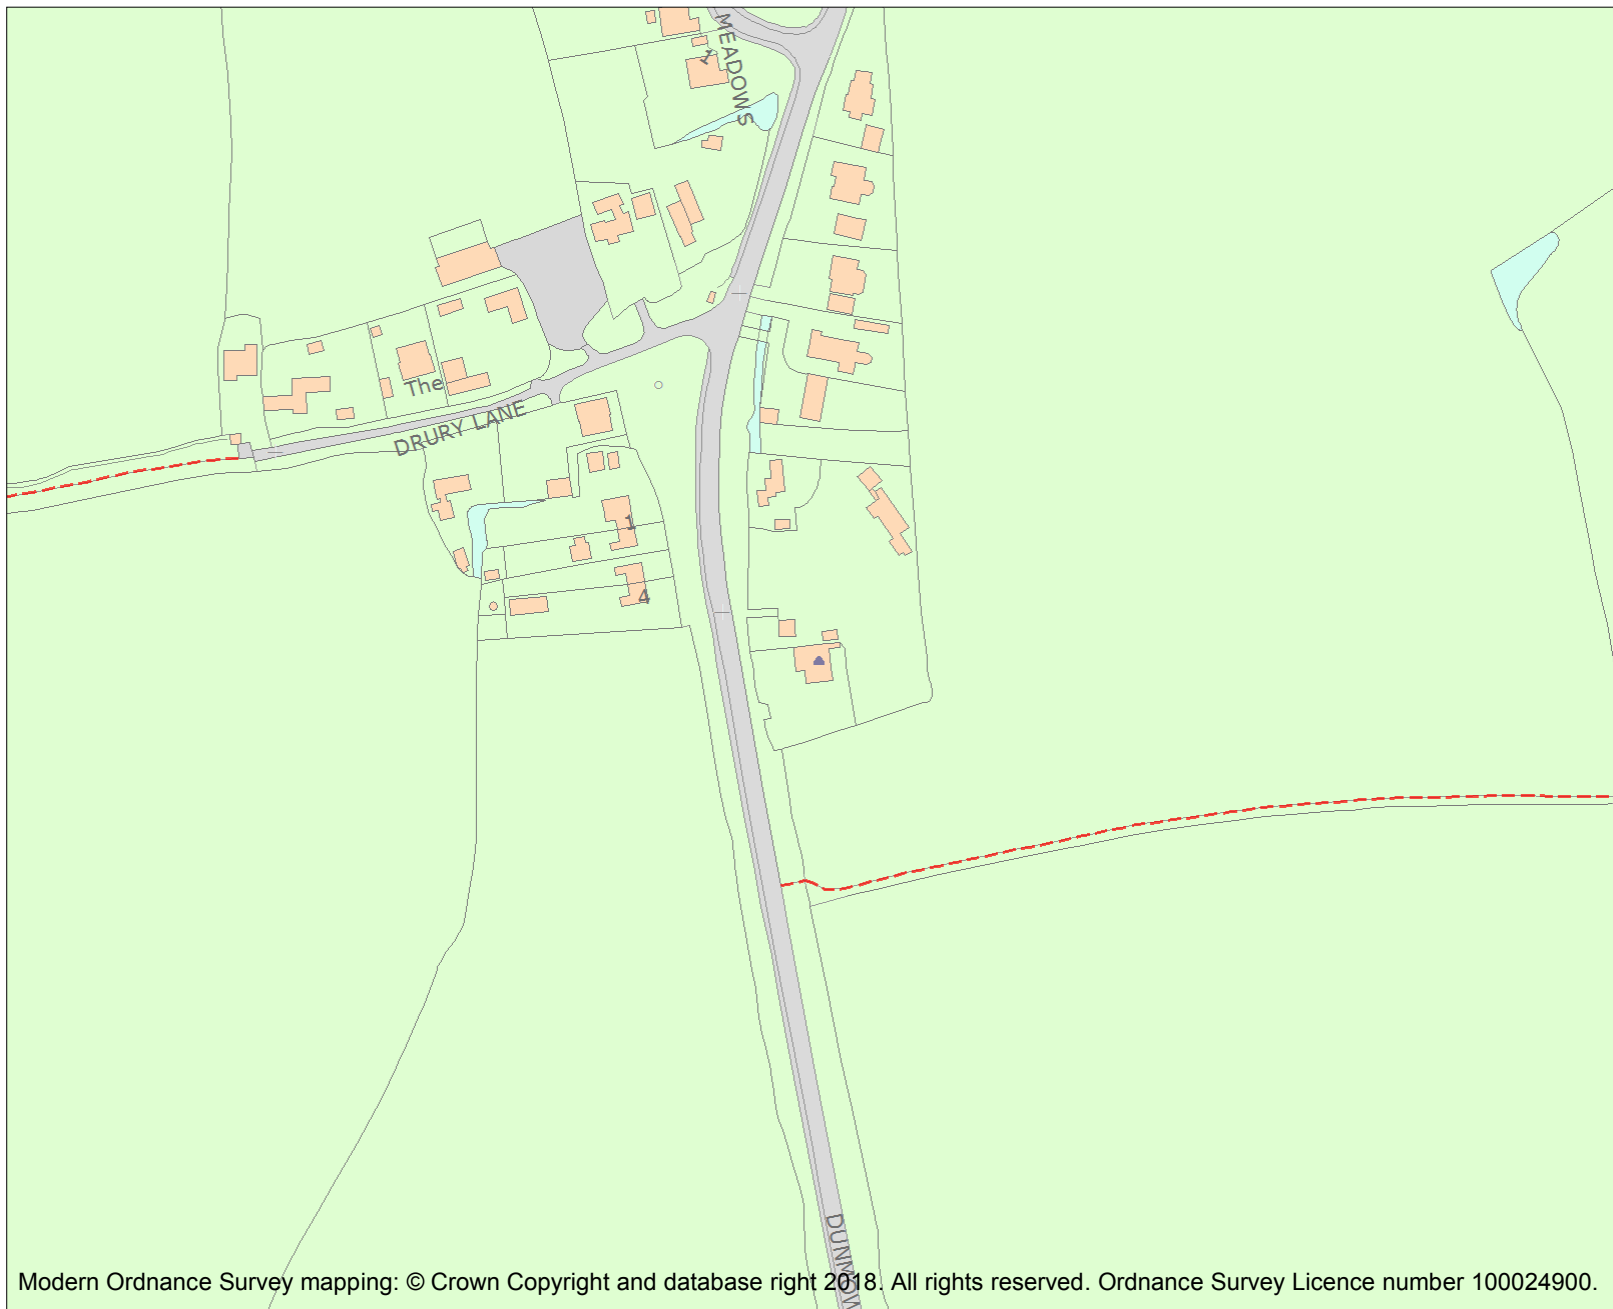 MEADOWS
1
The
DRURY LANE
1
4
DUNMOW
Modern Ordnance Survey mapping: © Crown Copyright and database right 2018. All rights reserved. Ordnance Survey Licence number 100024900.